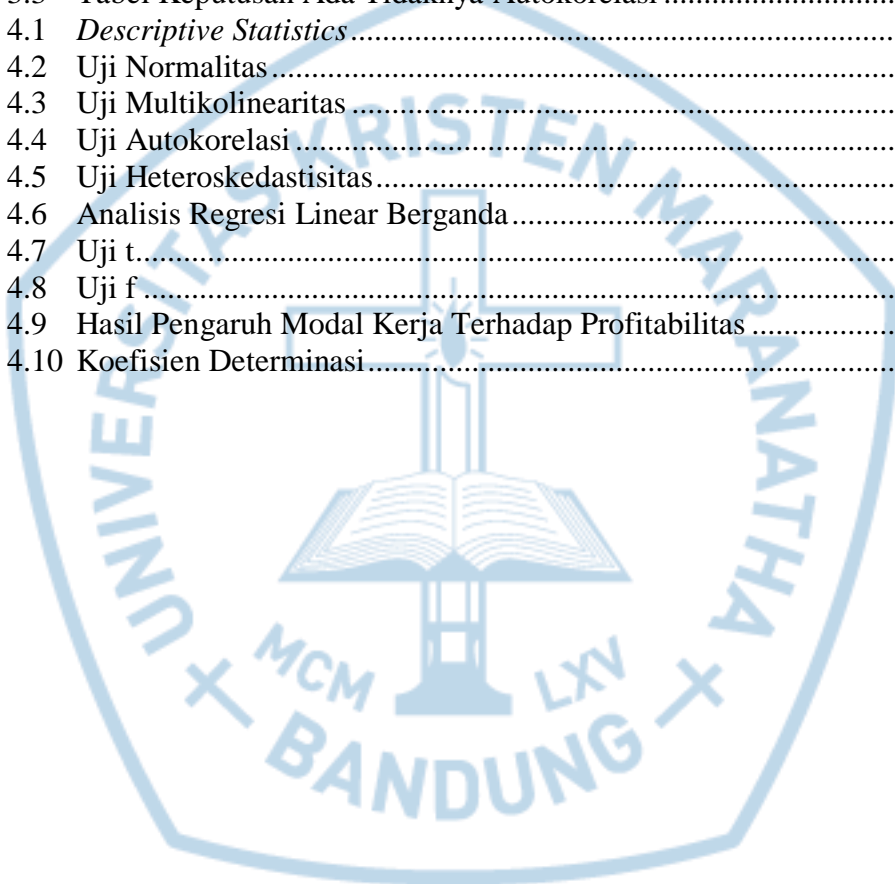 3.3 Tabel Keputusan Ada Tidaknya Autokorelasi
4.1 Descriptive Statistics
4.2 Uji Normalitas
4.3 Uji Multikolinearitas
4.4 Uji Autokorelasi
4.5 Uji Heteroskedastisitas
4.6 Analisis Regresi Linear Berganda
4.7 Uji t
4.8 Uji f
4.9 Hasil Pengaruh Modal Kerja Terhadap Profitabilitas
4.10 Koefisien Determinasi
UNIVERSITAS KRISTEN MARANATHA
MCM LXV
BANDUNG